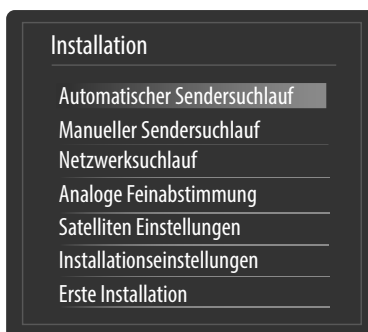 Installation
Automatischer Sendersuchlauf
Manueller Sendersuchlauf
Netzwerksuchlauf
Analoge Feinabstimmung
Satelliten Einstellungen
Installationseinstellungen
Erste Installation